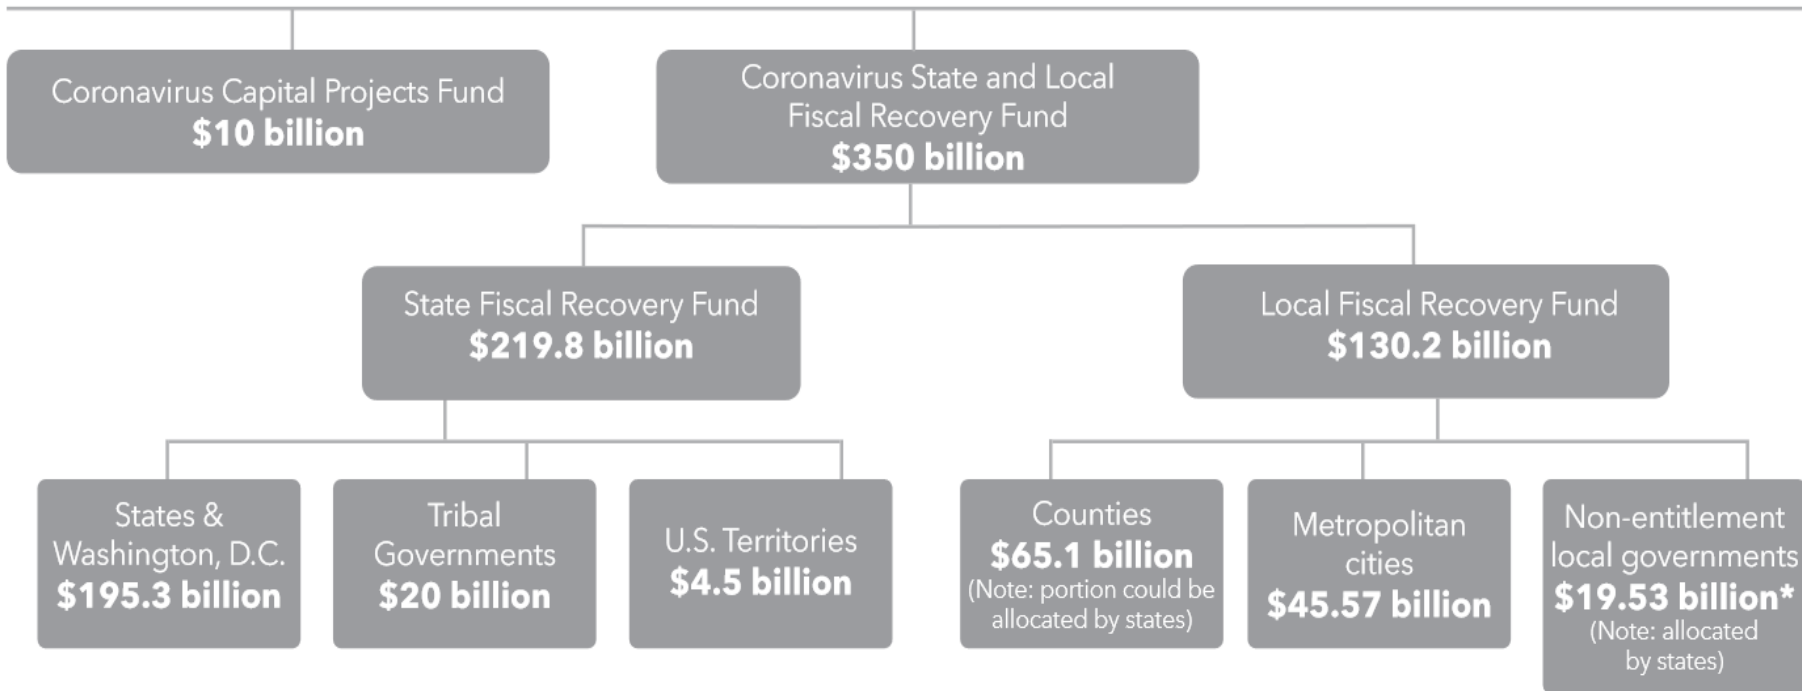 Coronavirus Capital Projects Fund
$10 billion
Coronavirus State and Local
Fiscal Recovery Fund
$350 billion
State Fiscal Recovery Fund
$219.8 billion
Local Fiscal Recovery Fund
$130.2 billion
States &
Washington, D.C.
$195.3 billion
Tribal
Governments
$20 billion
U.S. Territories
$4.5 billion
Counties
$65.1 billion
(Note: portion could be
allocated by states)
Metropolitan
cities
$45.57 billion
Non-entitlement
local governments
$19.53 billion*
(Note: allocated
by states)